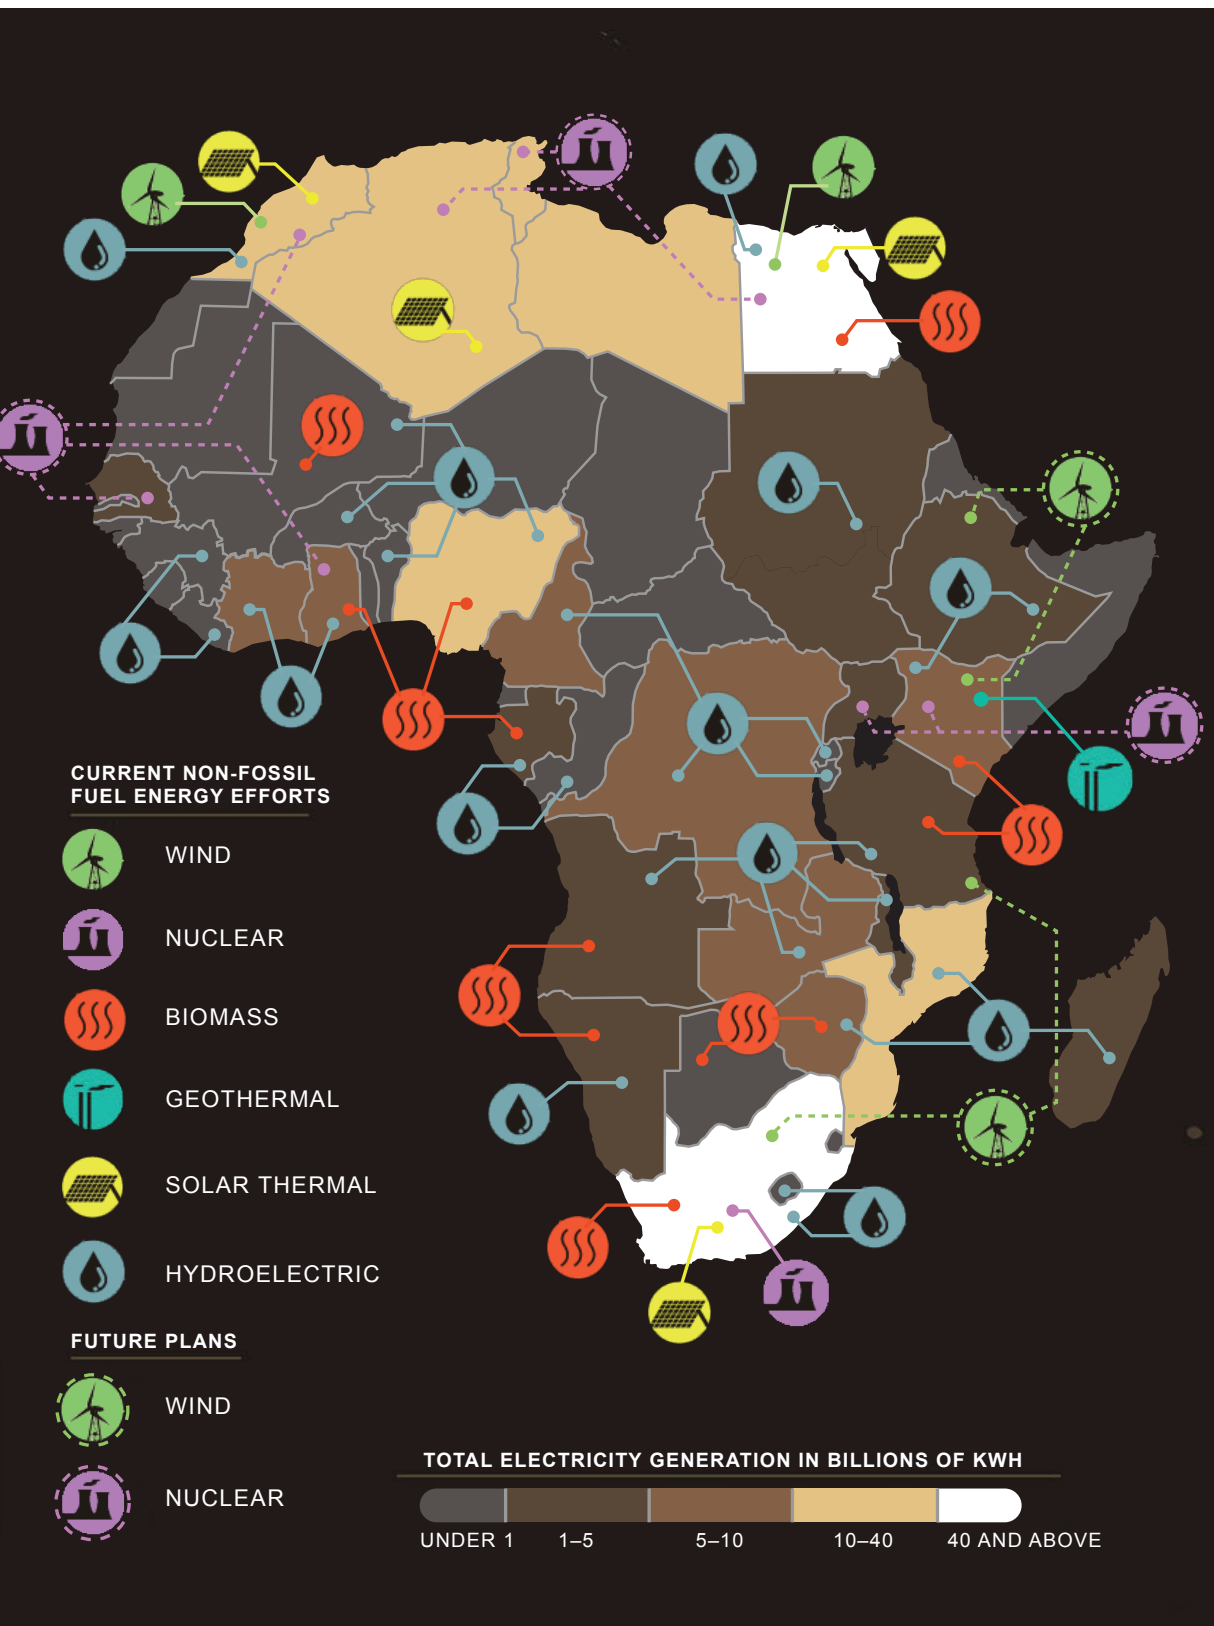 CURRENT NON-FOSSIL
FUEL ENERGY EFFORTS
WIND
NUCLEAR
BIOMASS
GEOTHERMAL
SOLAR THERMAL
HYDROELECTRIC
FUTURE PLANS
WIND
NUCLEAR
TOTAL ELECTRICITY GENERATION IN BILLIONS OF KWH
UNDER 1 1–5 5–10 10–40 40 AND ABOVE